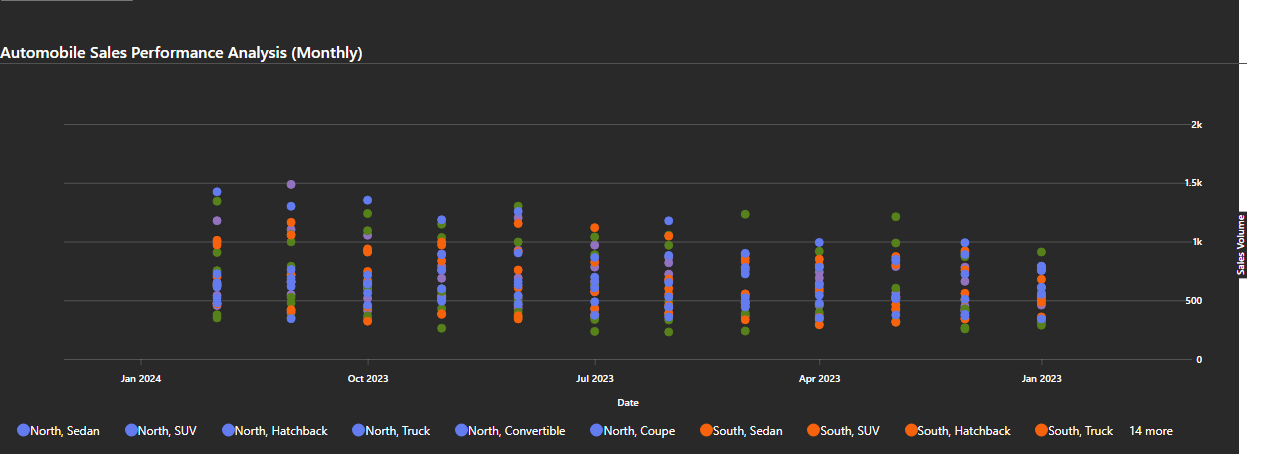 Automobile Sales Performance Analysis (Monthly)
2k
1.5k
1k
500
0
Sales Volume
Jan 2024 Oct 2023 Jul 2023 Apr 2023 Jan 2023
Date
North, Sedan North, SUV North, Hatchback North, Truck North, Convertible North, Coupe South, Sedan South, SUV South, Hatchback South, Truck 14 more